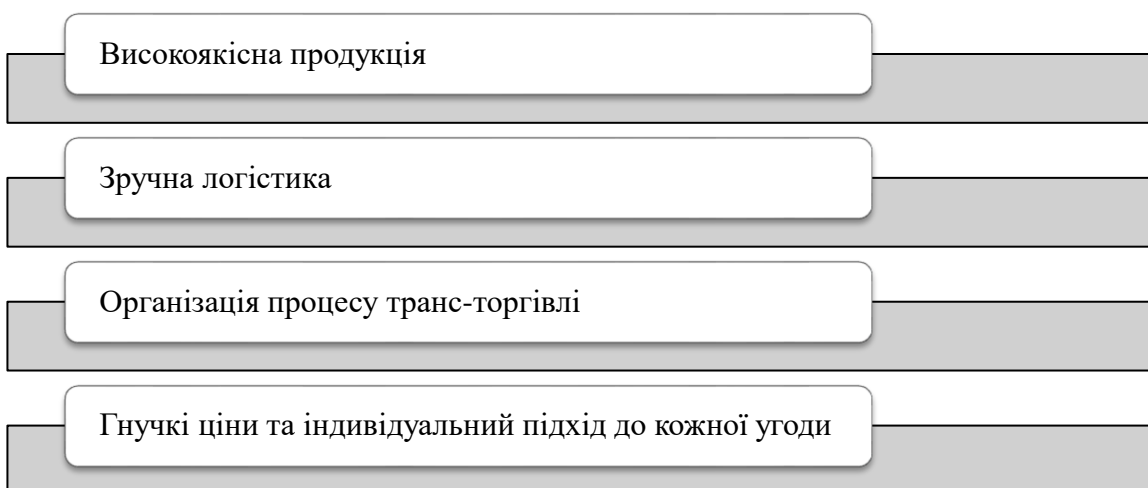 Високоякісна продукція
Зручна логістика
Організація процесу транс-торгівлі
Гнучкі ціни та індивідуальний підхід до кожної угоди